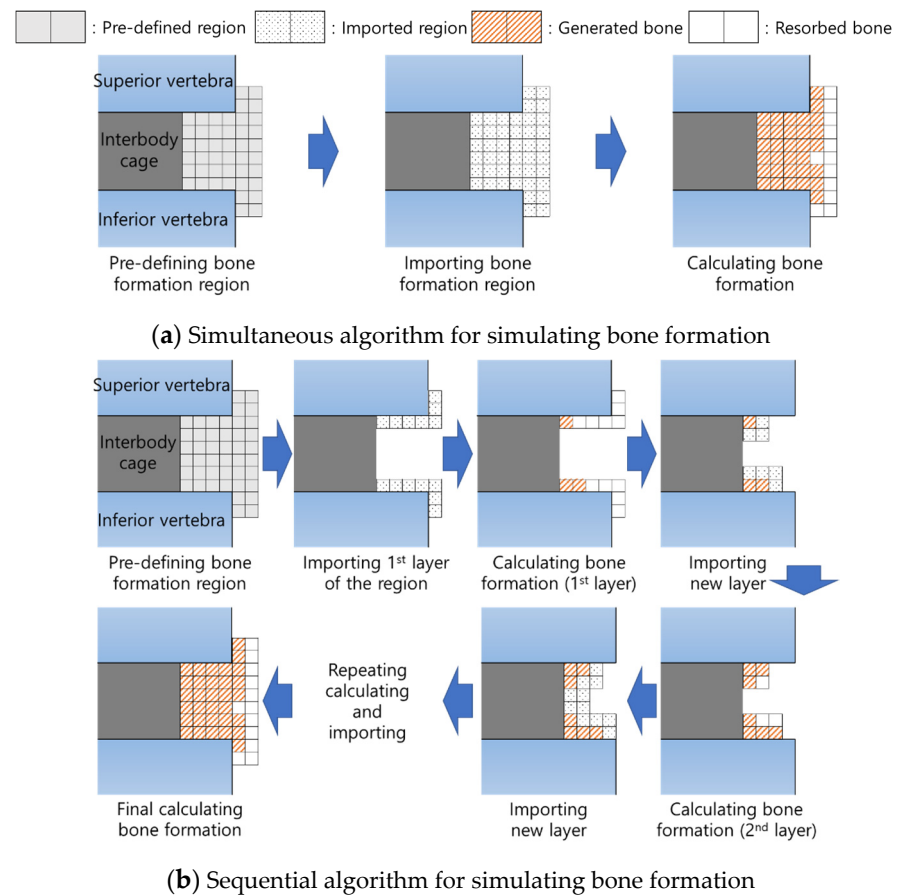 : Pre-defined region : Imported region : Generated bone : Resorbed bone
Superior vertebra
Interbody
cage
Inferior vertebra
Pre-defining bone
formation region
Importing bone
formation region
Calculating bone
formation
(a) Simultaneous algorithm for simulating bone formation
Superior vertebra
Interbody
cage
Inferior vertebra
Pre-defining bone
formation region
Importing 1st layer
of the region
Calculating bone
formation (1st layer)
Importing
new layer
Final calculating
bone formation
Repeating
calculating
and
importing
Importing
new layer
Calculating bone
formation (2nd layer)
(b) Sequential algorithm for simulating bone formation